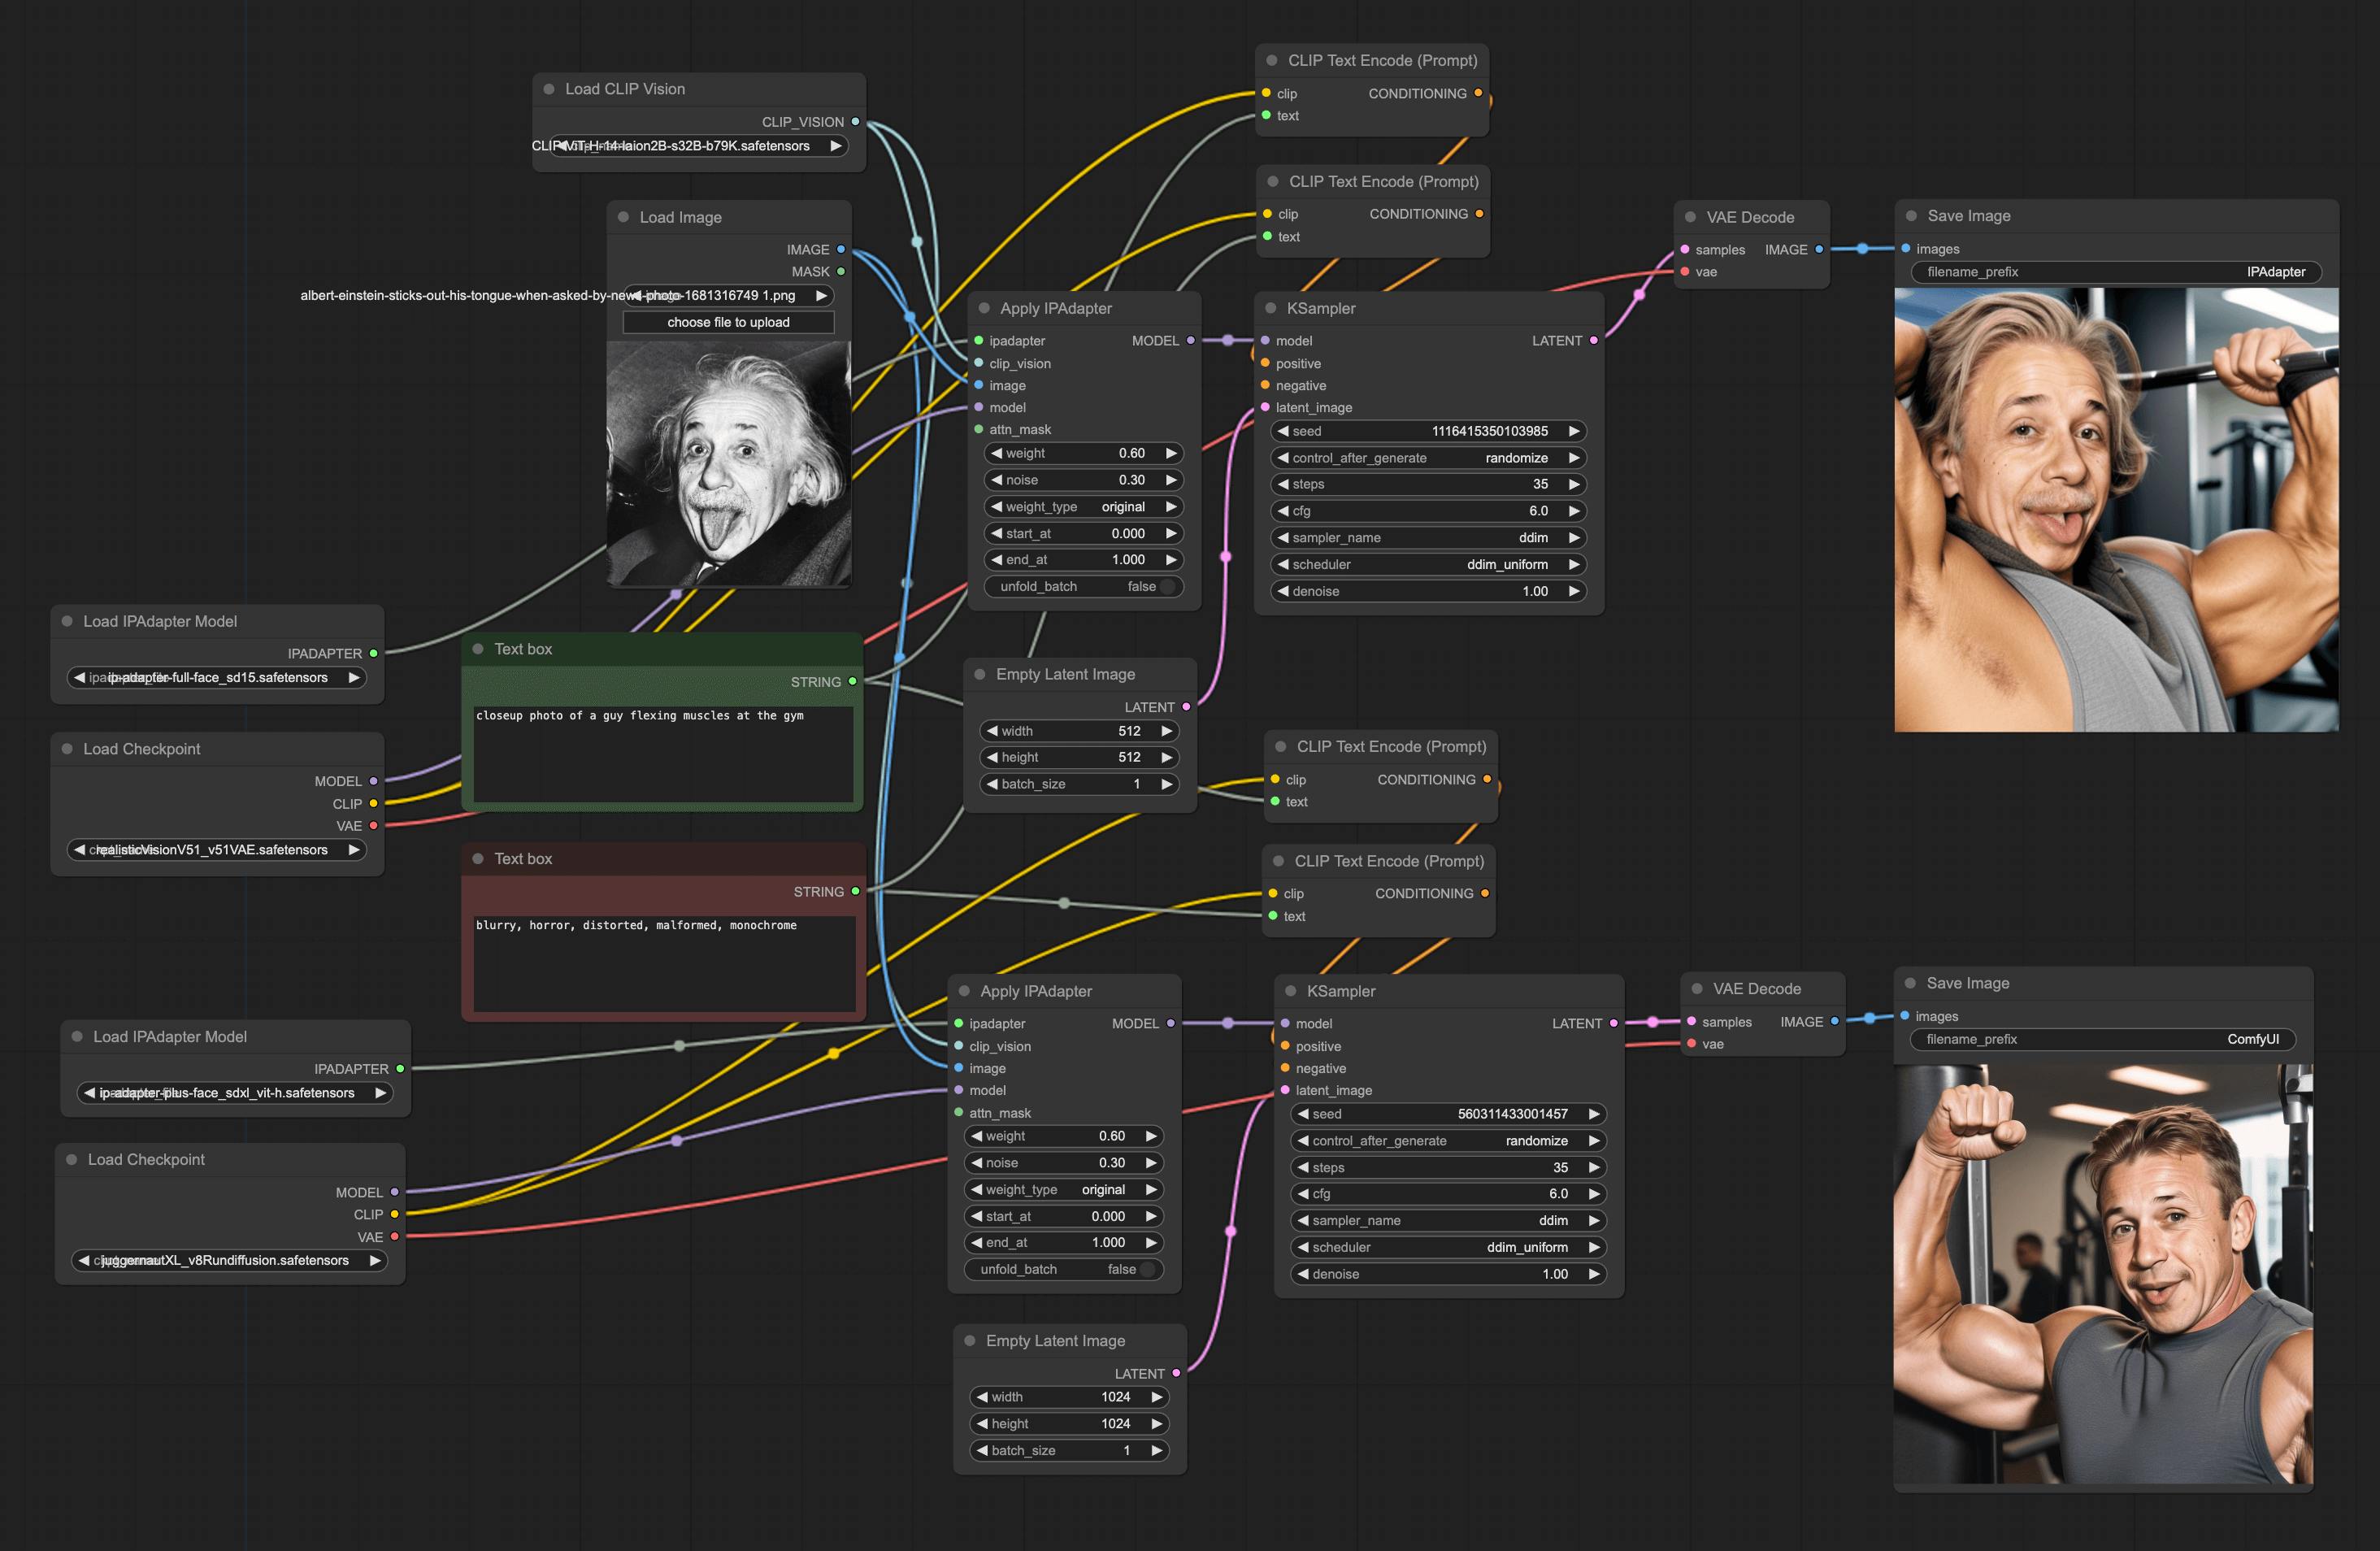 Load CLIP Vision
CLIP_VISION
CLIP-ViT-H-14-laion2B-s32B-b79K.safetensors
Load Image
IMAGE
MASK
albert-einstein-sticks-out-his-tongue-when-asked-by-news-photo-1681316749 1.png
choose file to upload
Load IPAdapter Model
IPADAPTER
ip-adapter-full-face_sd15.safetensors
Load Checkpoint
MODEL
CLIP
VAE
realisticVisionV51_v51VAE.safetensors
Text box
STRING
closeup photo of a guy flexing muscles at the gym
Text box
STRING
blurry, horror, distorted, malformed, monochrome
Load IPAdapter Model
IPADAPTER
ip-adapter-plus-face_sdxl_vit-h.safetensors
Load Checkpoint
MODEL
CLIP
VAE
juggernautXL_v8Rundiffusion.safetensors
CLIP Text Encode (Prompt)
clip CONDITIONING
text
CLIP Text Encode (Prompt)
clip CONDITIONING
text
Apply IPAdapter
ipadapter MODEL
clip_vision
image
model
attn_mask
weight 0.60
noise 0.30
weight_type original
start_at 0.000
end_at 1.000
unfold_batch false
KSampler
model LATENT
positive
negative
latent_image
seed 1116415350103985
control_after_generate randomize
steps 35
cfg 6.0
sampler_name ddim
scheduler ddim_uniform
denoise 1.00
VAE Decode
samples IMAGE
vae
Save Image
images
filename_prefix IPAdapter
Empty Latent Image
LATENT
width 512
height 512
batch_size 1
CLIP Text Encode (Prompt)
clip CONDITIONING
text
CLIP Text Encode (Prompt)
clip CONDITIONING
text
Apply IPAdapter
ipadapter MODEL
clip_vision
image
model
attn_mask
weight 0.60
noise 0.30
weight_type original
start_at 0.000
end_at 1.000
unfold_batch false
KSampler
model LATENT
positive
negative
latent_image
seed 560311433001457
control_after_generate randomize
steps 35
cfg 6.0
sampler_name ddim
scheduler ddim_uniform
denoise 1.00
VAE Decode
samples IMAGE
vae
Save Image
images
filename_prefix ComfyUI
Empty Latent Image
LATENT
width 1024
height 1024
batch_size 1